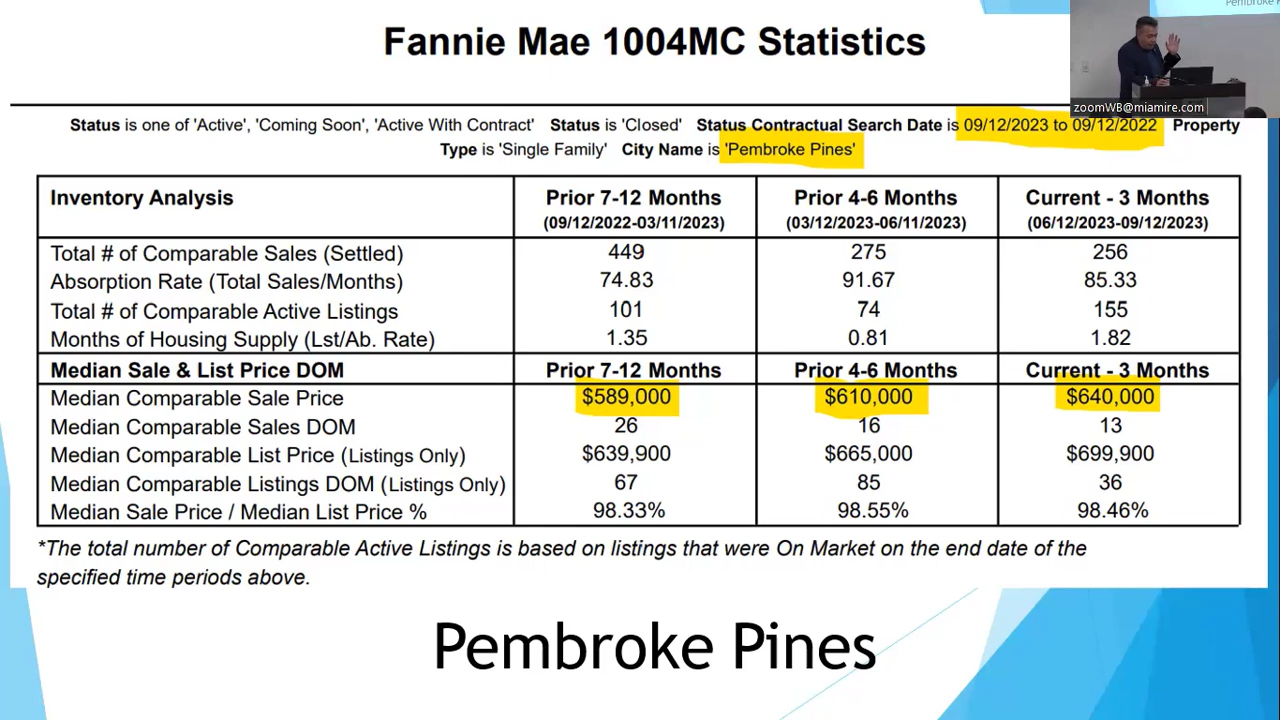 Pembroke P
Fannie Mae 1004MC Statistics
zoomWB@miamire.com
Status is one of 'Active', 'Coming Soon', 'Active With Contract' Status is 'Closed' Status Contractual Search Date is 09/12/2023 to 09/12/2022 Property
Type is 'Single Family' City Name is 'Pembroke Pines'
Inventory Analysis Prior 7-12 Months Prior 4-6 Months Current - 3 Months
(09/12/2022-03/11/2023) (03/12/2023-06/11/2023) (06/12/2023-09/12/2023)
Total # of Comparable Sales (Settled) 449 275 256
Absorption Rate (Total Sales/Months) 74.83 91.67 85.33
Total # of Comparable Active Listings 101 74 155
Months of Housing Supply (Lst/Ab. Rate) 1.35 0.81 1.82
Median Sale & List Price DOM Prior 7-12 Months Prior 4-6 Months Current - 3 Months
Median Comparable Sale Price $589,000 $610,000 $640,000
Median Comparable Sales DOM 26 16 13
Median Comparable List Price (Listings Only) $639,900 $665,000 $699,900
Median Comparable Listings DOM (Listings Only) 67 85 36
Median Sale Price / Median List Price % 98.33% 98.55% 98.46%
*The total number of Comparable Active Listings is based on listings that were On Market on the end date of the
specified time periods above.
Pembroke Pines